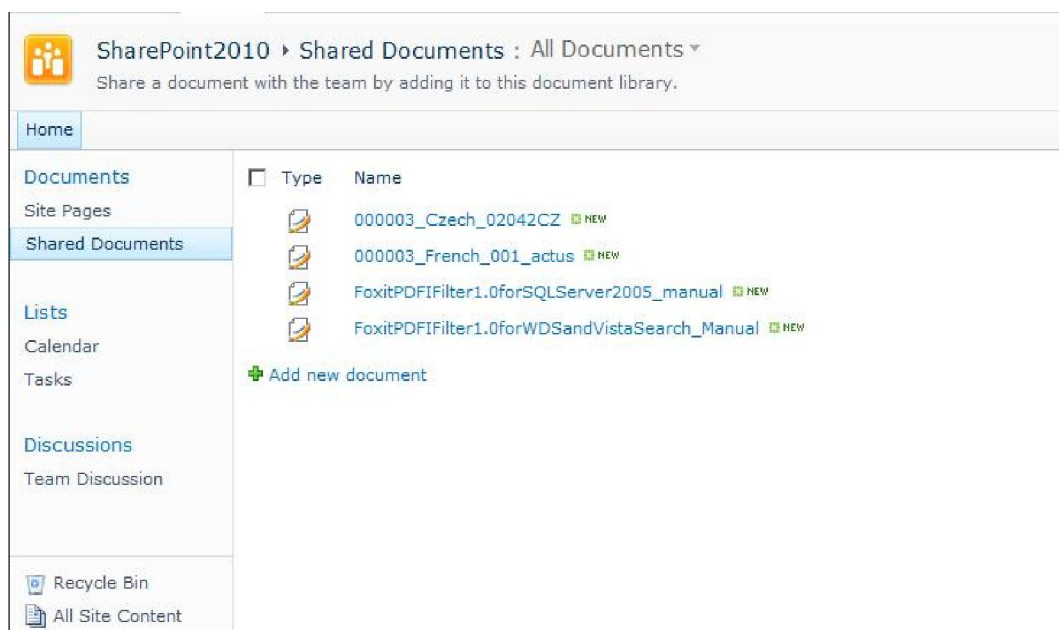 SharePoint2010 ▸ Shared Documents : All Documents ▾
Share a document with the team by adding it to this document library.
Home
Documents
Site Pages
Shared Documents
Lists
Calendar
Tasks
Discussions
Team Discussion
Recycle Bin
All Site Content
Type Name
000003_Czech_02042CZ NEW
000003_French_001_actus NEW
FoxitPDFIFilter1.0forSQLServer2005_manual NEW
FoxitPDFIFilter1.0forWDSandVistaSearch_Manual NEW
Add new document